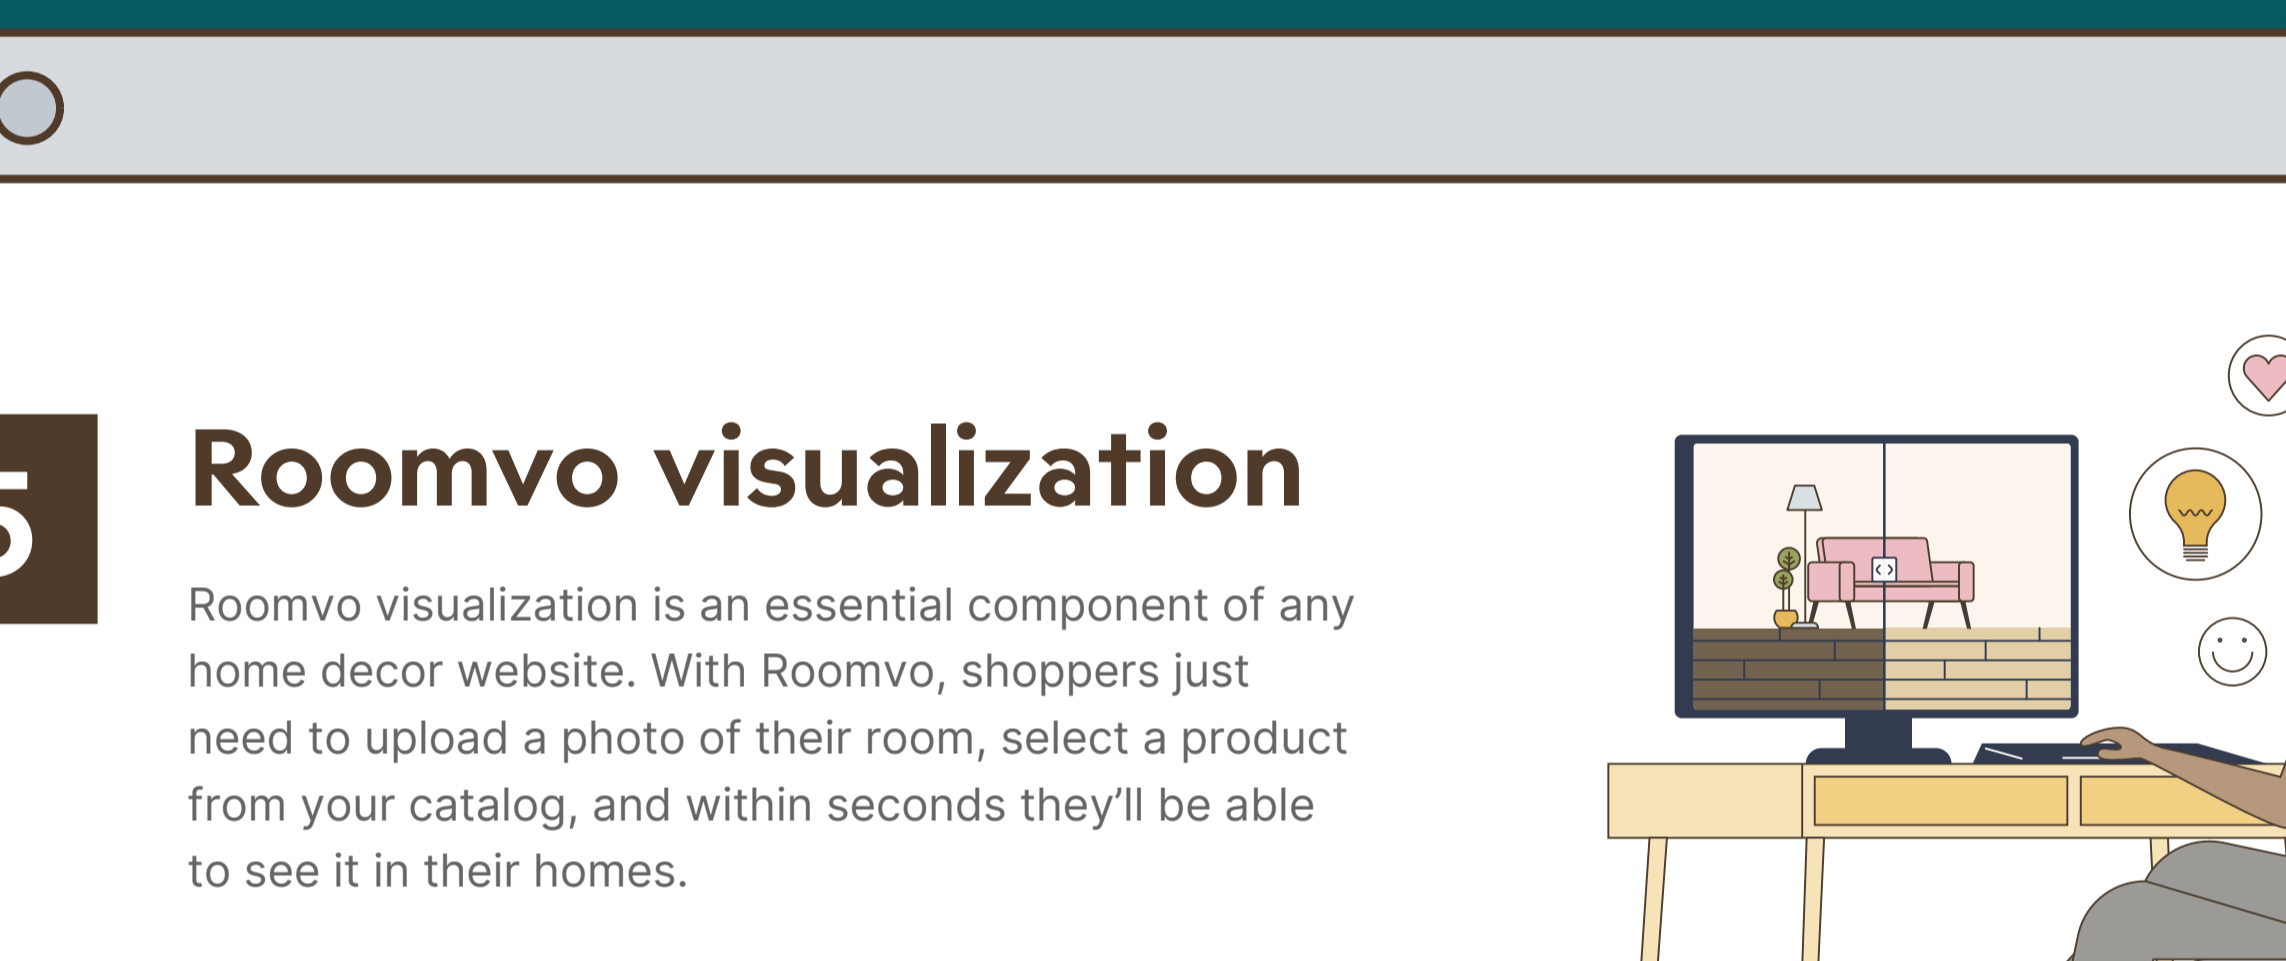 5
Roomvo visualization
Roomvo visualization is an essential component of any
home decor website. With Roomvo, shoppers just
need to upload a photo of their room, select a product
from your catalog, and within seconds they’ll be able
to see it in their homes.